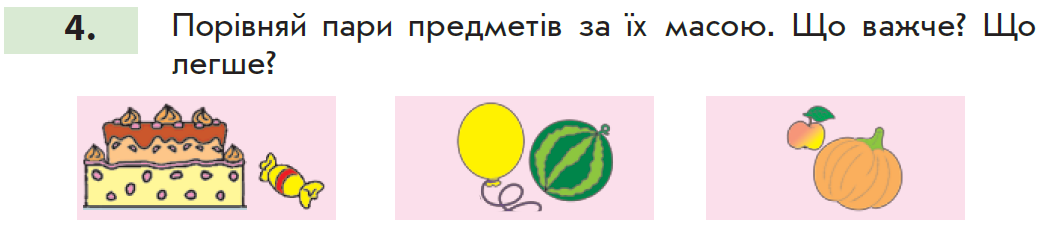 4. Порівняй пари предметів за їх масою. Що важче? Що
легше?